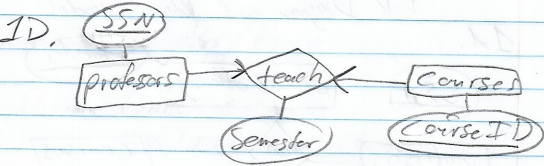 1D. SSN
professors teach Courses
Semester CourseID